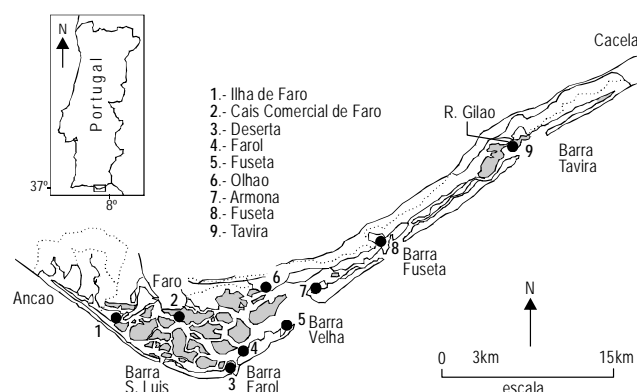 N
Portugal
37º
8º
1.- Ilha de Faro
2.- Cais Comercial de Faro
3.- Deserta
4.- Farol
5.- Fuseta
6.- Olhao
7.- Armona
8.- Fuseta
9.- Tavira
Cacela
R. Gilao
9
Barra
Tavira
8
Barra
Fuseta
Ancao
Faro
6
7
1
2
5
Barra
Velha
4
3
Barra
S. Luis
Barra
Farol
N
0 3km 15km
escala